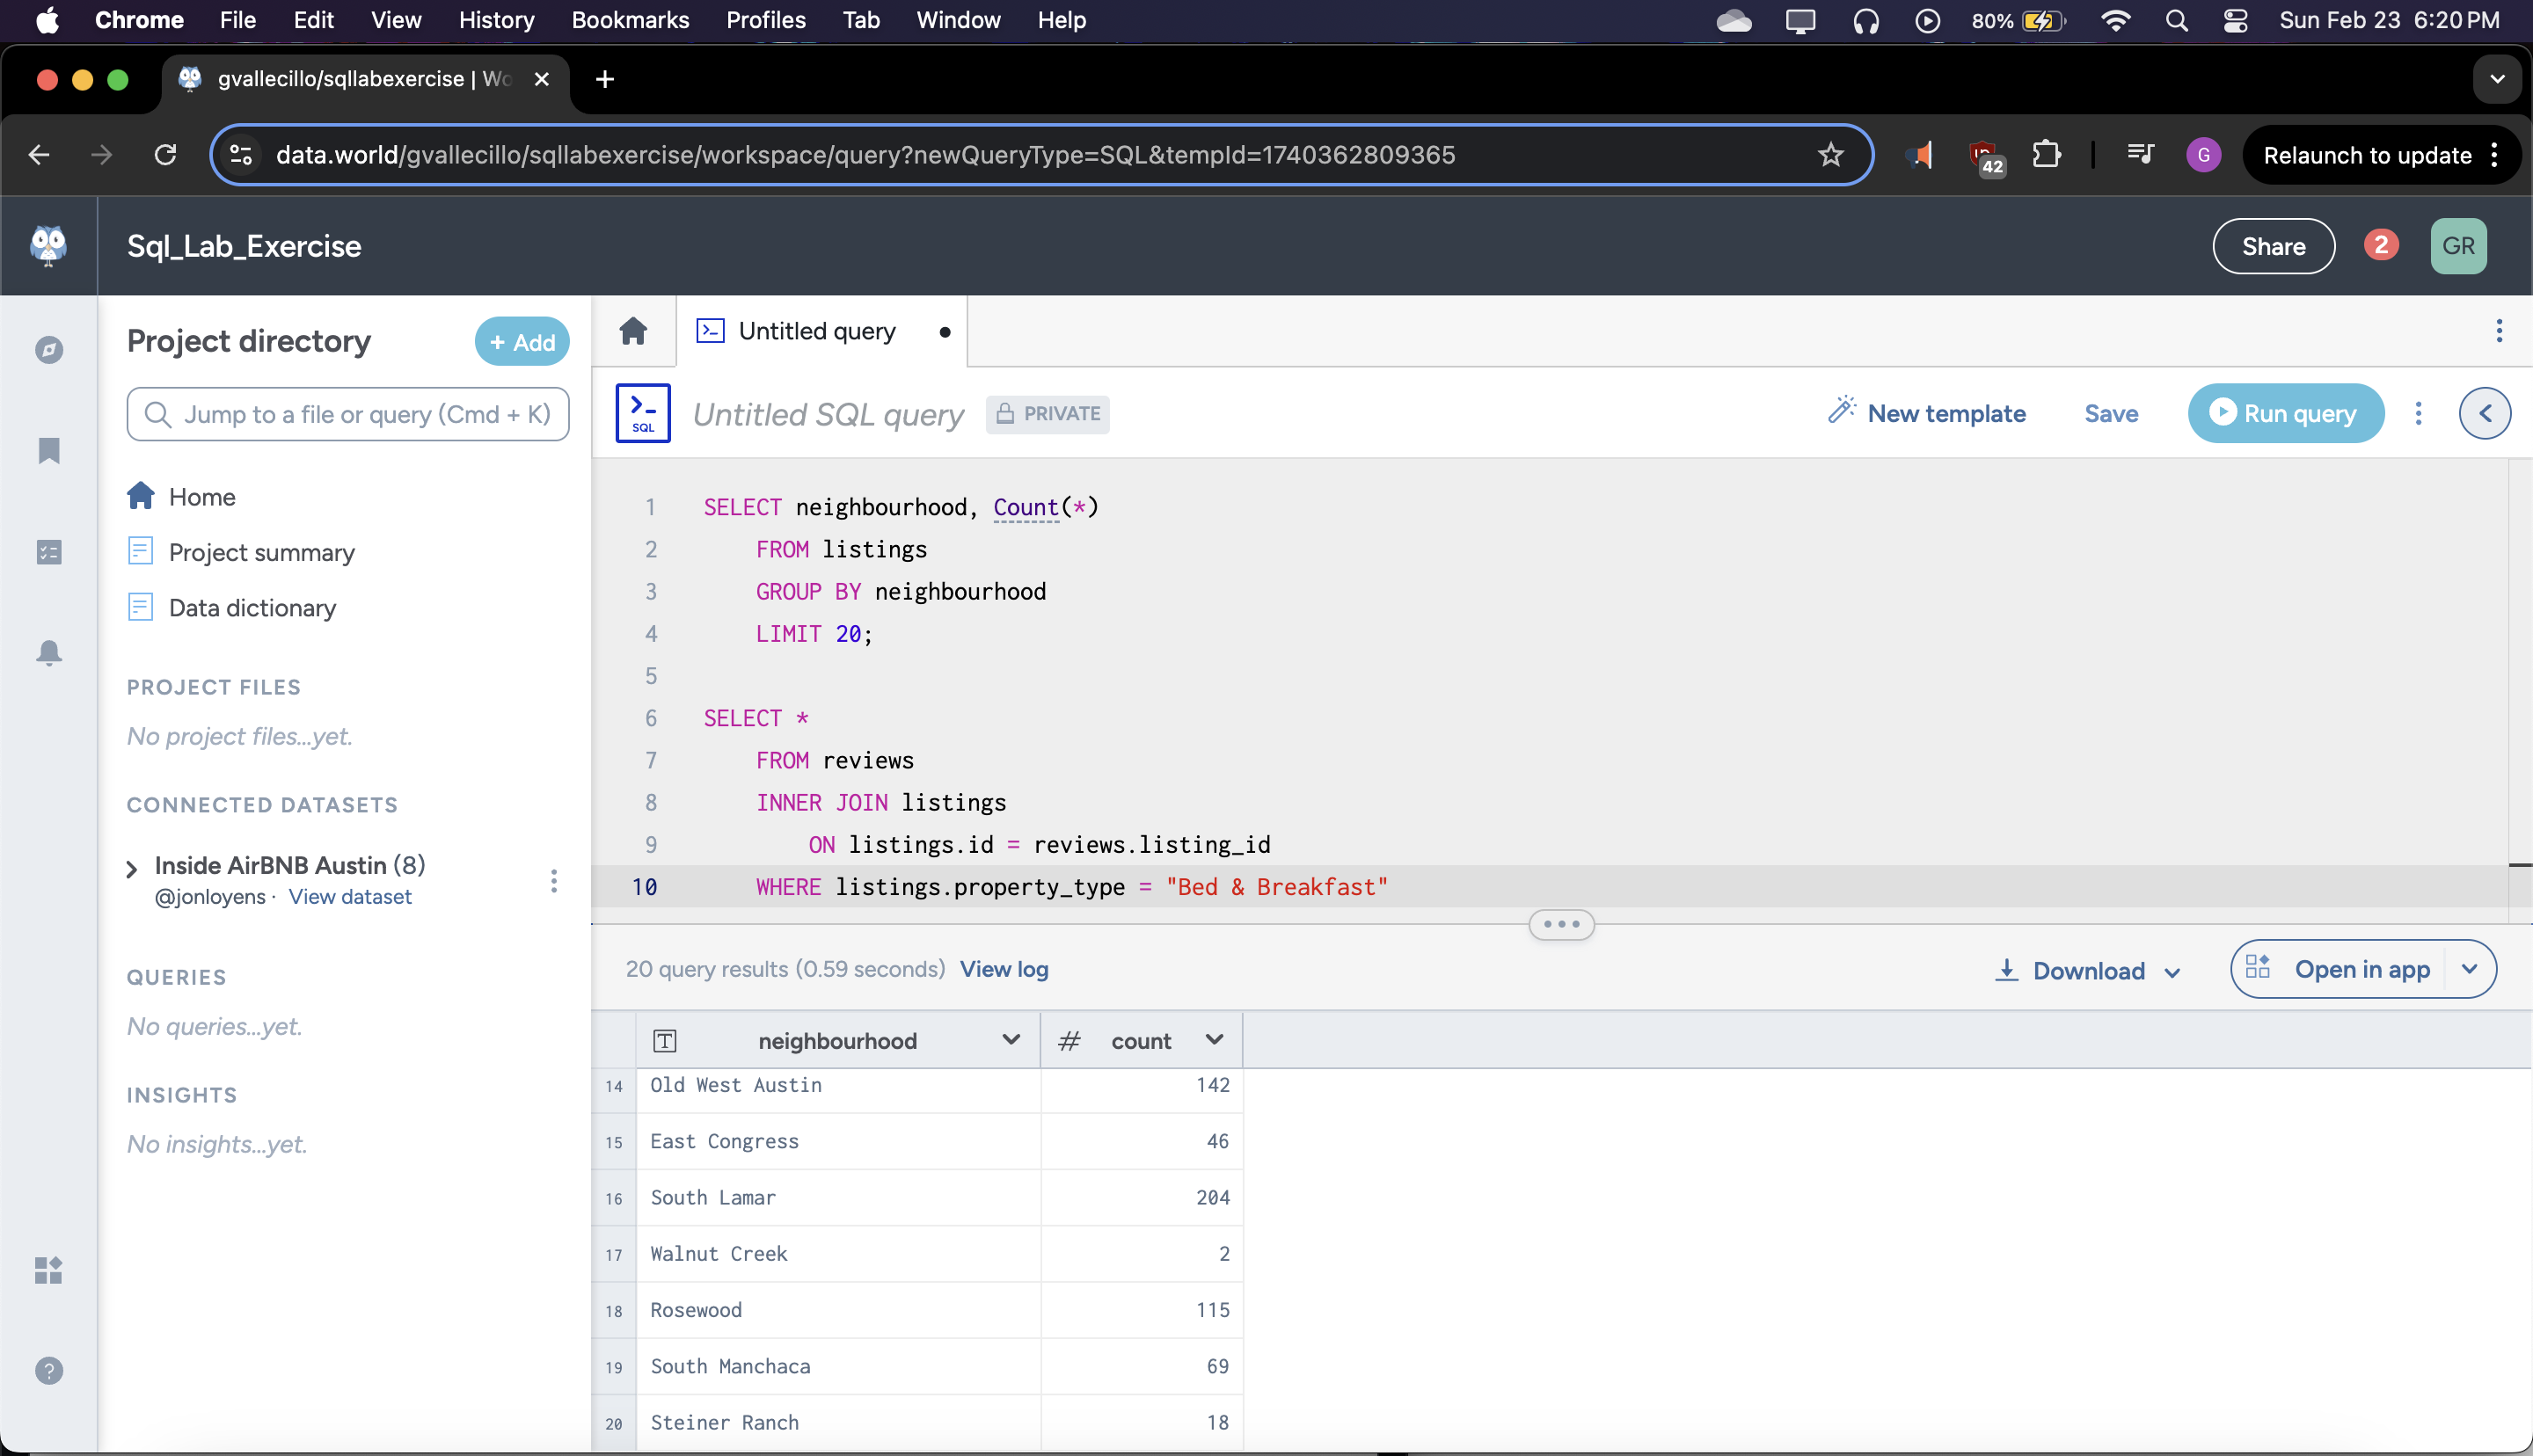 Chrome File Edit View History Bookmarks Profiles Tab Window Help 80% Sun Feb 23 6:20 PM
gvallecillo/sqllabexercise | Wo
data.world/gvallecillo/sqllabexercise/workspace/query?newQueryType=SQL&tempId=1740362809365 42 G Relaunch to update
Sql_Lab_Exercise Share 2 GR
Project directory + Add
Jump to a file or query (Cmd + K)
Home
Project summary
Data dictionary
PROJECT FILES
No project files...yet.
CONNECTED DATASETS
Inside AirBNB Austin (8)
@jonloyens · View dataset
QUERIES
No queries...yet.
INSIGHTS
No insights...yet.
Untitled query
SQL Untitled SQL query PRIVATE New template Save Run query
1 SELECT neighbourhood, Count(*)
2 FROM listings
3 GROUP BY neighbourhood
4 LIMIT 20;
5
6 SELECT *
7 FROM reviews
8 INNER JOIN listings
9 ON listings.id = reviews.listing_id
10 WHERE listings.property_type = "Bed & Breakfast"
20 query results (0.59 seconds) View log Download Open in app
T neighbourhood # count
14 Old West Austin 142
15 East Congress 46
16 South Lamar 204
17 Walnut Creek 2
18 Rosewood 115
19 South Manchaca 69
20 Steiner Ranch 18